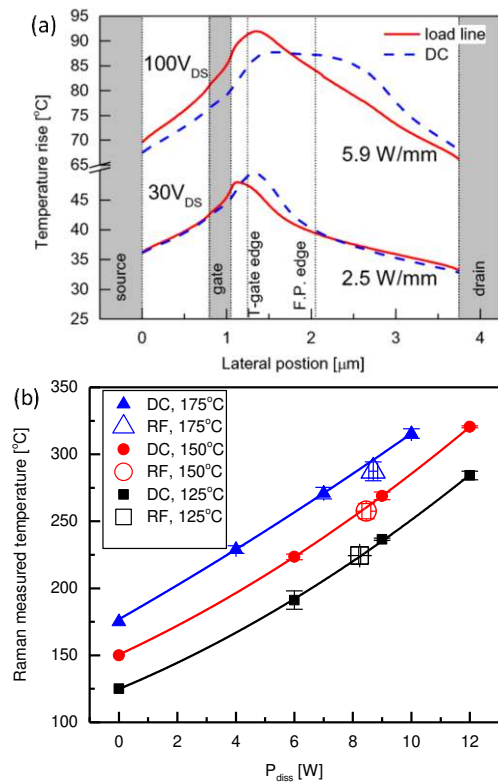 (a)
95
90
85
80
75
70
65
45
40
35
30
25
Temperature rise [°C]
100VDS
30VDS
load line
DC
5.9 W/mm
2.5 W/mm
source
gate
T-gate edge
F.P. edge
drain
0 1 2 3 4
Lateral postion [μm]
(b)
350
300
250
200
150
100
Raman measured temperature [°C]
DC, 175°C
RF, 175°C
DC, 150°C
RF, 150°C
DC, 125°C
RF, 125°C
0 2 4 6 8 10 12
Pdiss [W]